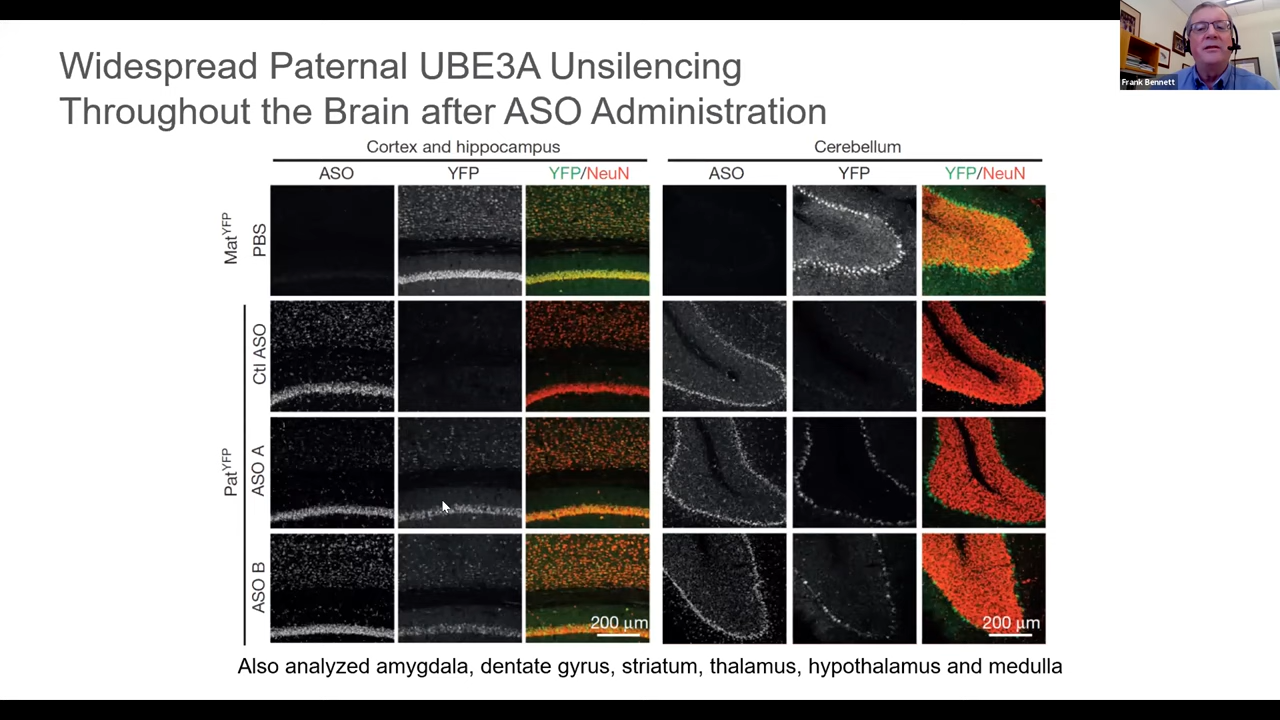 Widespread Paternal UBE3A Unsilencing
Throughout the Brain after ASO Administration
Frank Bennett
Cortex and hippocampus
Cerebellum
ASO YFP YFP/NeuN ASO YFP YFP/NeuN
Mat^YFP
PBS
Pat^YFP
Ctl ASO
ASO A
ASO B
200 µm
200 µm
Also analyzed amygdala, dentate gyrus, striatum, thalamus, hypothalamus and medulla